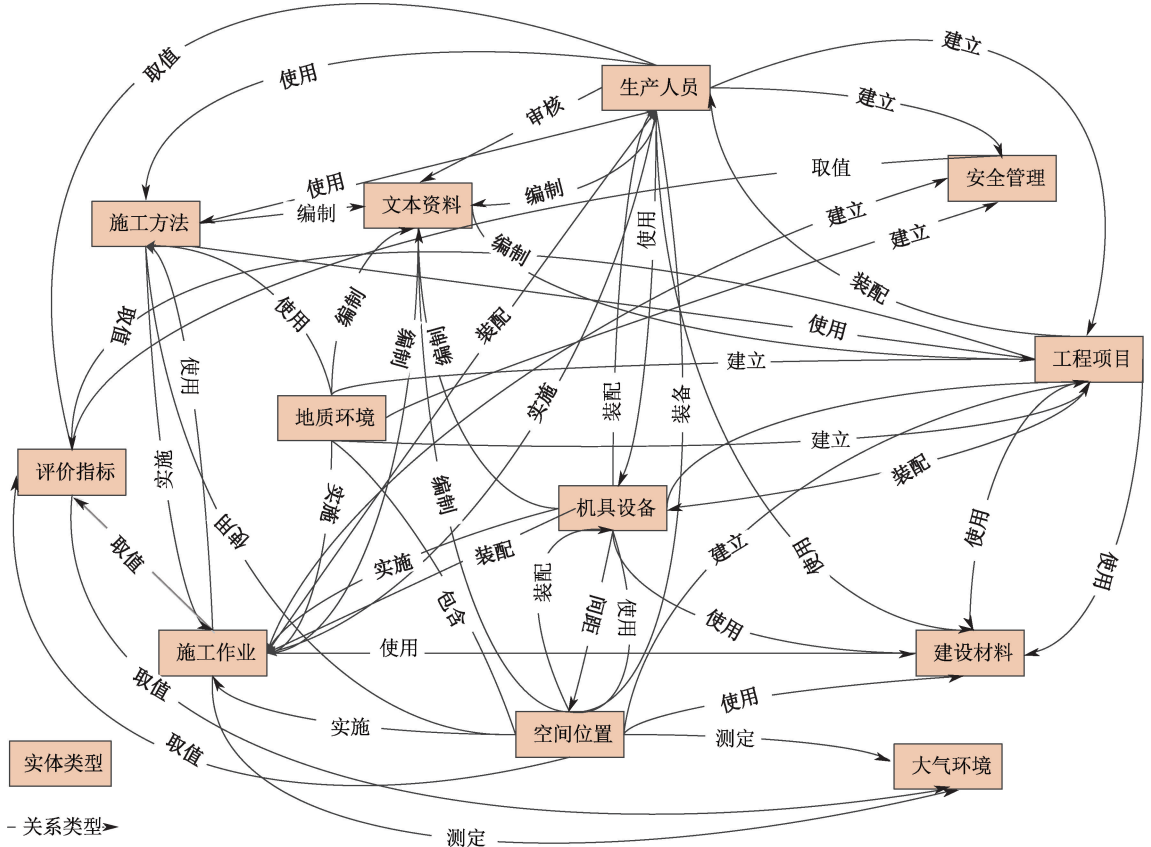 建立
取值
使用
生产人员
建立
审核
取值
安全管理
使用
编制
施工方法
编制
文本资料
建立
使用
建立
编制
装配
使用
编制
取值
装配
使用
编制
编制
工程项目
建立
使用
实施
装配
装备
地质环境
建立
评价指标
实施
装配
编制
实施
机具设备
使用
使用
建立
取值
装配
使用
使用
实施
装配
包含
间距
使用
使用
施工作业
使用
建设材料
取值
使用
实施
空间位置
测定
取值
实体类型
大气环境
关系类型
测定